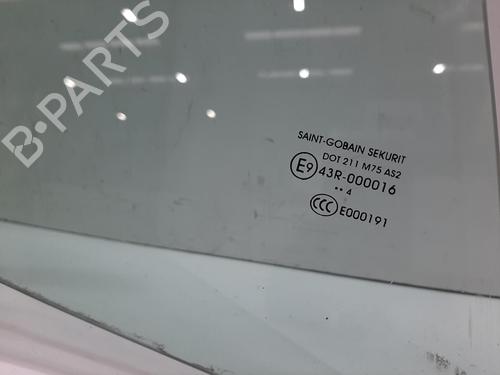 B-PARTS
SAINT-GOBAIN SEKURIT
DOT 211 M75 AS2
E9 43R-000016
•• 4
CCC E000191